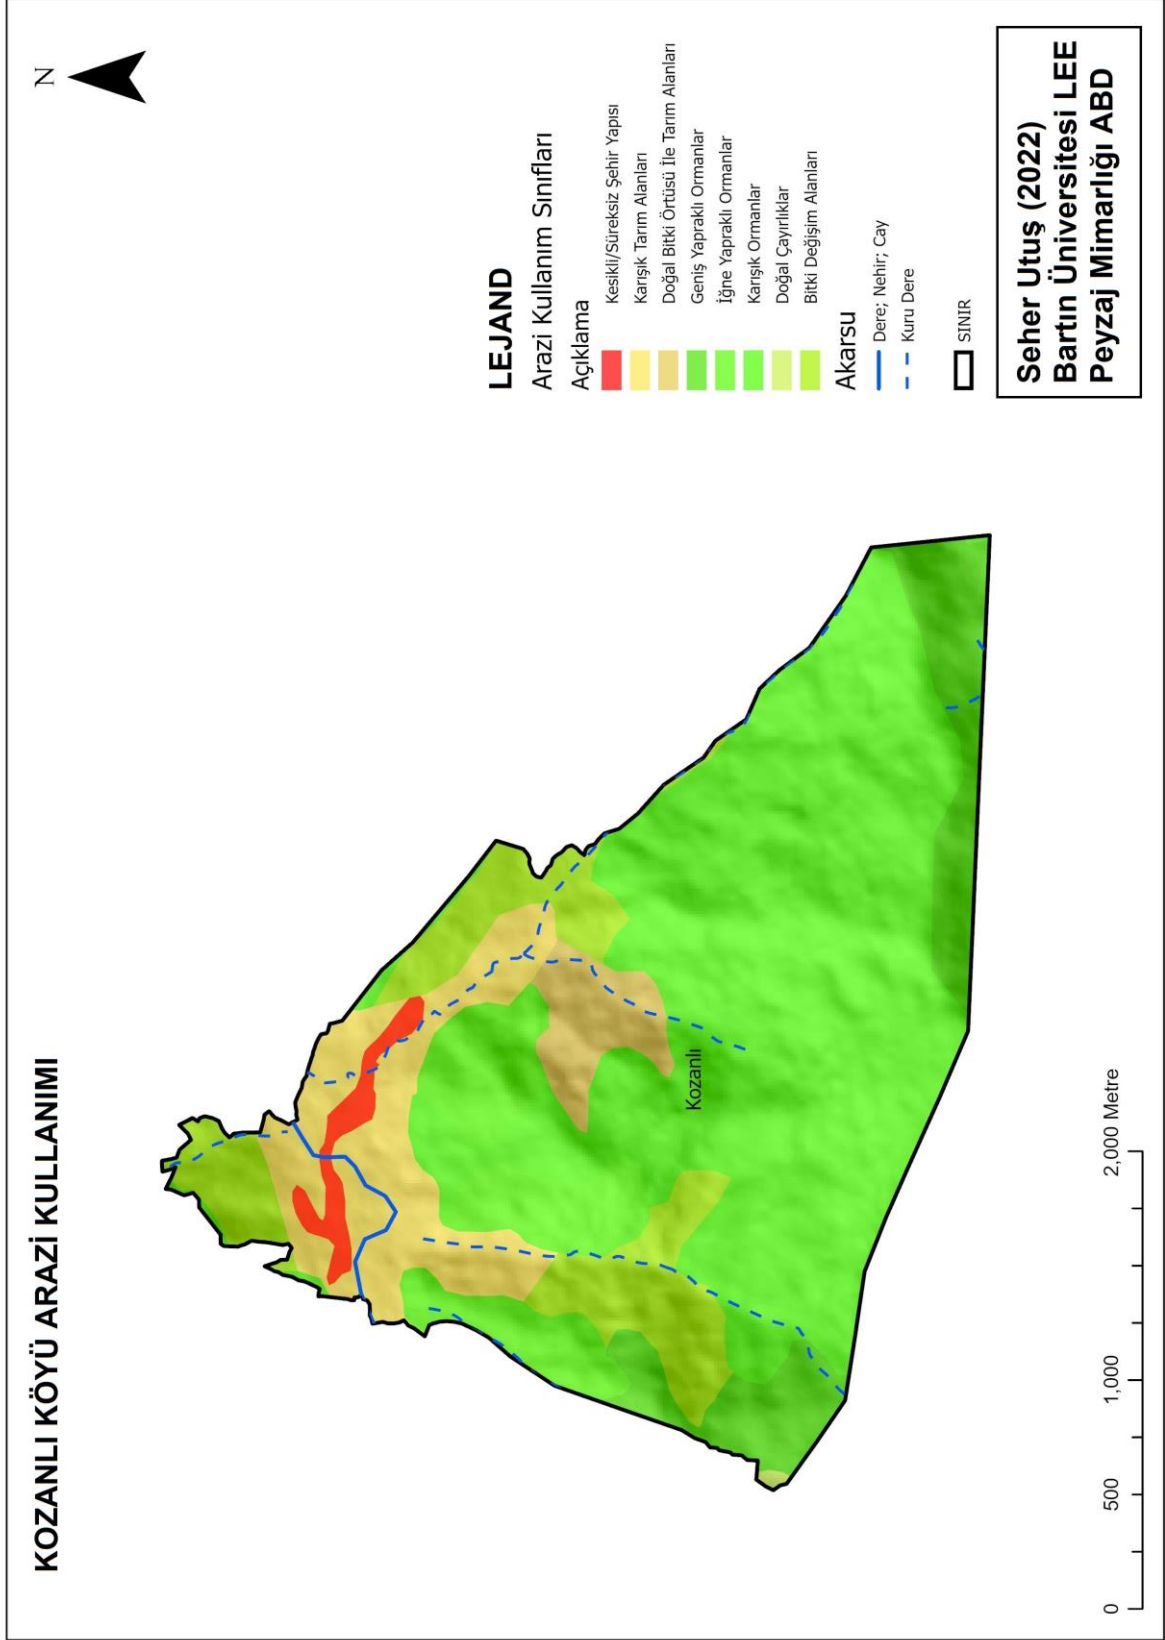 KOZANLI KÖYÜ ARAZİ KULLANIMI
N
LEJAND
Arazi Kullanım Sınıfları
Açıklama
Kesikli/Süreksiz Şehir Yapısı
Karışık Tarım Alanları
Doğal Bitki Örtüsü İle Tarım Alanları
Geniş Yapraklı Ormanlar
İğne Yapraklı Ormanlar
Karışık Ormanlar
Doğal Çayırlıklar
Bitki Değişim Alanları
Akarsu
Dere; Nehir; Cay
Kuru Dere
SINIR
Kozanlı
0 500 1,000 2,000 Metre
Seher Utuş (2022)
Bartın Üniversitesi LEE
Peyzaj Mimarlığı ABD